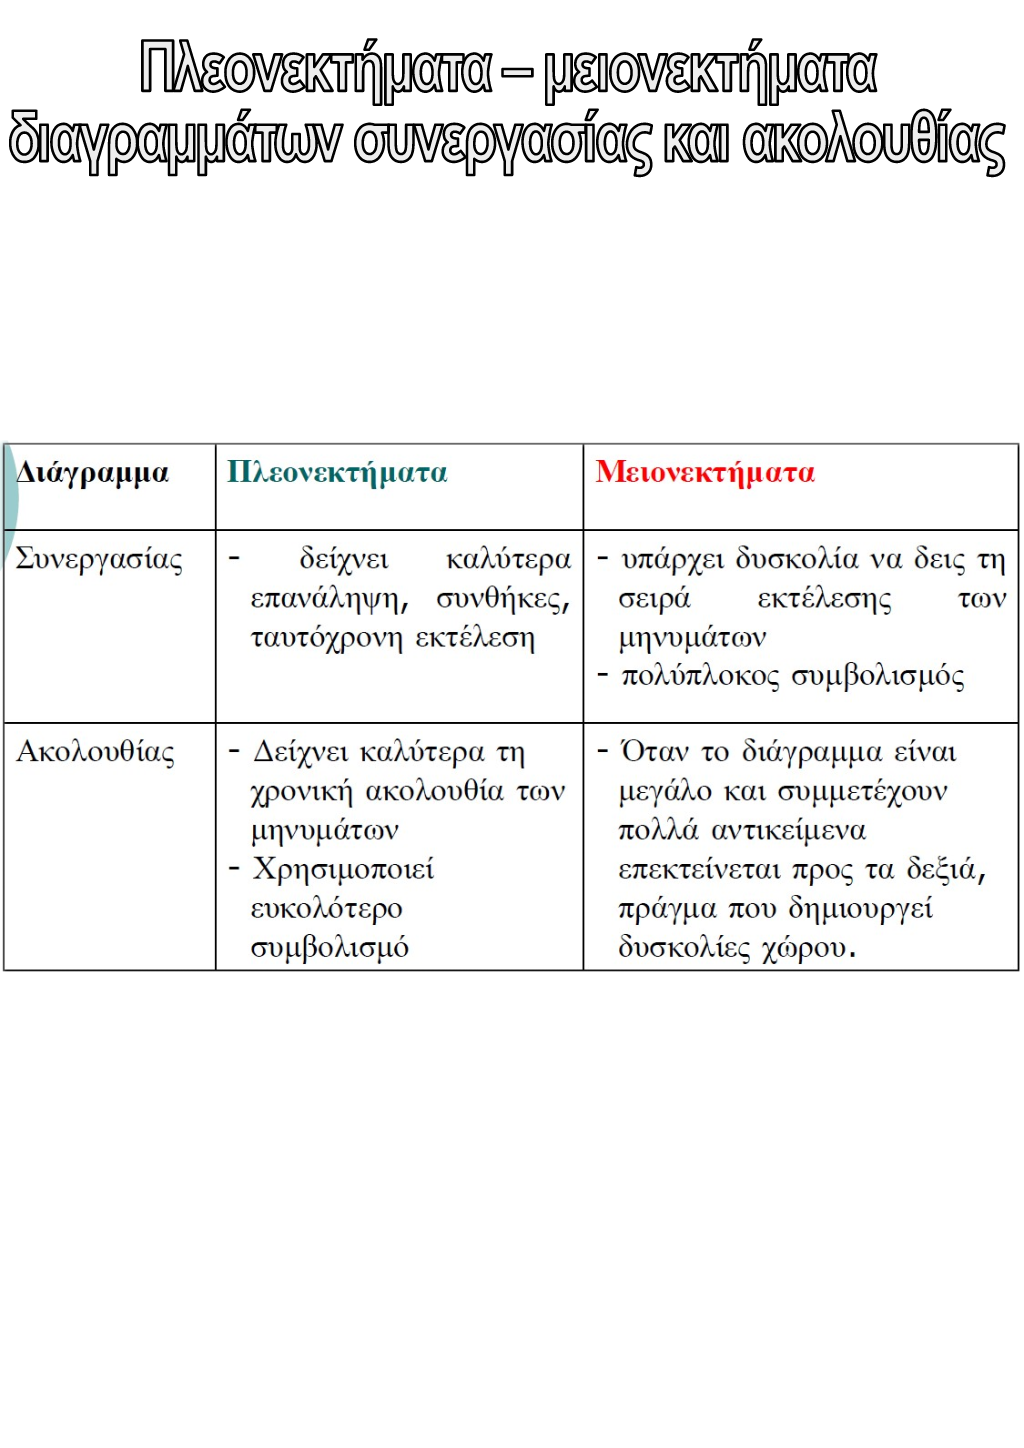 Πλεονεκτήματα – μειονεκτήματα
διαγραμμάτων συνεργασίας και ακολουθίας
Διάγραμμα
Πλεονεκτήματα
Μειονεκτήματα
Συνεργασίας
- δείχνει καλύτερα
επανάληψη, συνθήκες,
ταυτόχρονη εκτέλεση
- υπάρχει δυσκολία να δεις τη
σειρά εκτέλεσης των
μηνυμάτων
- πολύπλοκος συμβολισμός
Ακολουθίας
- Δείχνει καλύτερα τη
χρονική ακολουθία των
μηνυμάτων
- Χρησιμοποιεί
ευκολότερο
συμβολισμό
- Όταν το διάγραμμα είναι
μεγάλο και συμμετέχουν
πολλά αντικείμενα
επεκτείνεται προς τα δεξιά,
πράγμα που δημιουργεί
δυσκολίες χώρου.